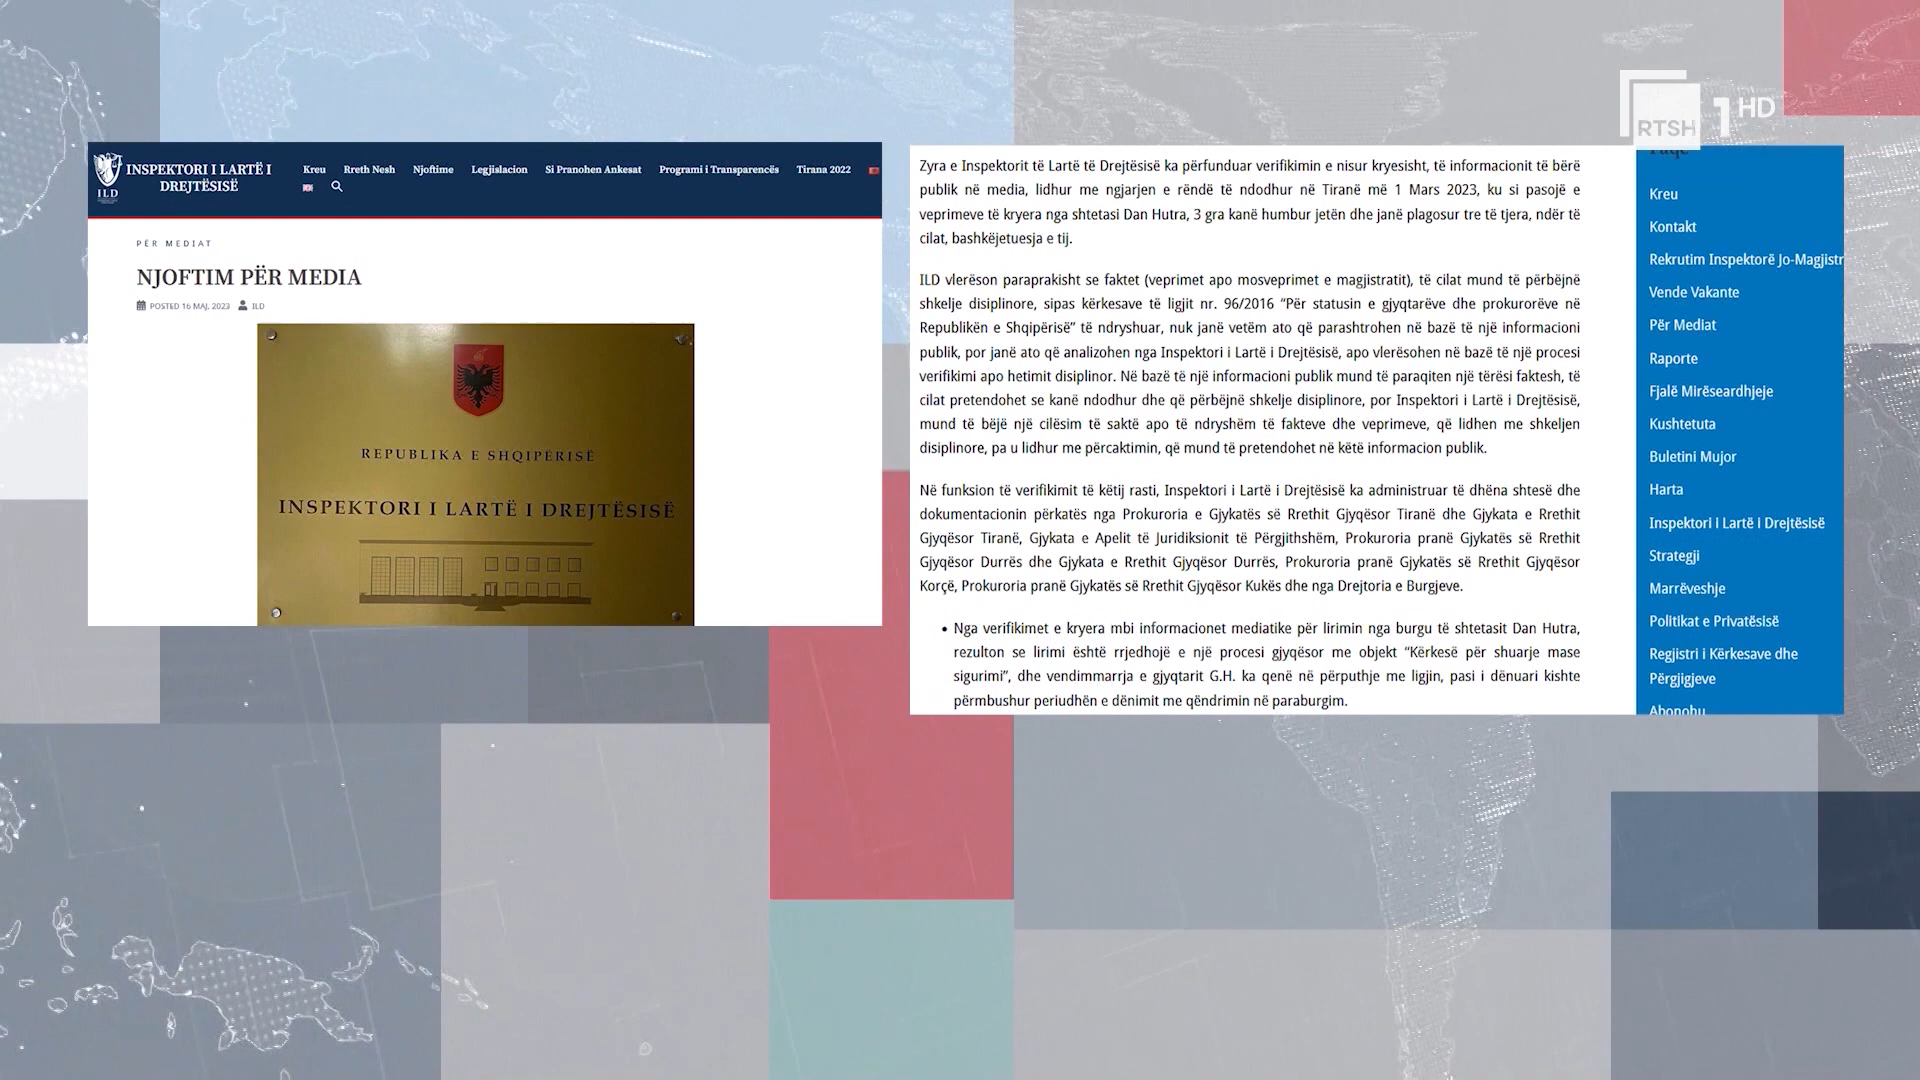 RTSH 1 HD
INSPEKTORI I LARTË I
DREJTËSISË
ILD
Kreu Rreth Nesh Njoftime Legjislacion Si Pranohen Ankesat Programi i Transparencës Tirana 2022
PËR MEDIAT
NJOFTIM PËR MEDIA
POSTED 16 MAJ, 2023 ILD
REPUBLIKA E SHQIPËRISË
INSPEKTORI I LARTË I DREJTËSISË
Zyra e Inspektorit të Lartë të Drejtësisë ka përfunduar verifikimin e nisur kryesisht, të informacionit të bërë
publik në media, lidhur me ngjarjen e rëndë të ndodhur në Tiranë më 1 Mars 2023, ku si pasojë e
veprimeve të kryera nga shtetasi Dan Hutra, 3 gra kanë humbur jetën dhe janë plagosur tre të tjera, ndër të
cilat, bashkëjetuesja e tij.
ILD vlerëson paraprakisht se faktet (veprimet apo mosveprimet e magjistratit), të cilat mund të përbëjnë
shkelje disiplinore, sipas kërkesave të ligjit nr. 96/2016 “Për statusin e gjyqtarëve dhe prokurorëve në
Republikën e Shqipërisë” të ndryshuar, nuk janë vetëm ato që parashtrohen në bazë të një informacioni
publik, por janë ato që analizohen nga Inspektori i Lartë i Drejtësisë, apo vlerësohen në bazë të një procesi
verifikimi apo hetimit disiplinor. Në bazë të një informacioni publik mund të paraqiten një tërësi faktesh, të
cilat pretendohet se kanë ndodhur dhe që përbëjnë shkelje disiplinore, por Inspektori i Lartë i Drejtësisë,
mund të bëjë një cilësim të saktë apo të ndryshëm të fakteve dhe veprimeve, që lidhen me shkeljen
disiplinore, pa u lidhur me përcaktimin, që mund të pretendohet në këtë informacion publik.
Në funksion të verifikimit të këtij rasti, Inspektori i Lartë i Drejtësisë ka administruar të dhëna shtesë dhe
dokumentacionin përkatës nga Prokuroria e Gjykatës së Rrethit Gjyqësor Tiranë dhe Gjykata e Rrethit
Gjyqësor Tiranë, Gjykata e Apelit të Juridiksionit të Përgjithshëm, Prokuroria pranë Gjykatës së Rrethit
Gjyqësor Durrës dhe Gjykata e Rrethit Gjyqësor Durrës, Prokuroria pranë Gjykatës së Rrethit Gjyqësor
Korçë, Prokuroria pranë Gjykatës së Rrethit Gjyqësor Kukës dhe nga Drejtoria e Burgjeve.
• Nga verifikimet e kryera mbi informacionet mediatike për lirimin nga burgu të shtetasit Dan Hutra,
rezulton se lirimi është rrjedhojë e një procesi gjyqësor me objekt “Kërkesë për shuarje mase
sigurimi”, dhe vendimmarrja e gjyqtarit G.H. ka qenë në përputhje me ligjin, pasi i dënuari kishte
përmbushur periudhën e dënimit me qëndrimin në paraburgim.
Faqe
Kreu
Kontakt
Rekrutim Inspektorë Jo-Magjistr
Vende Vakante
Për Mediat
Raporte
Fjalë Mirëseardhjeje
Kushtetuta
Buletini Mujor
Harta
Inspektori i Lartë i Drejtësisë
Strategji
Marrëveshje
Politikat e Privatësisë
Regjistri i Kërkesave dhe
Përgjigjeve
Abonohu